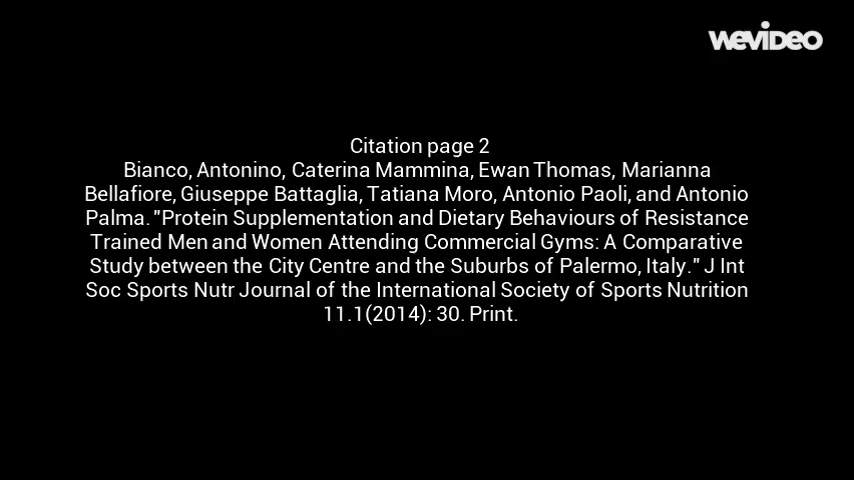 wevideo
Citation page 2
Bianco, Antonino, Caterina Mammina, Ewan Thomas, Marianna
Bellafiore, Giuseppe Battaglia, Tatiana Moro, Antonio Paoli, and Antonio
Palma. "Protein Supplementation and Dietary Behaviours of Resistance
Trained Men and Women Attending Commercial Gyms: A Comparative
Study between the City Centre and the Suburbs of Palermo, Italy." J Int
Soc Sports Nutr Journal of the International Society of Sports Nutrition
11.1(2014): 30. Print.